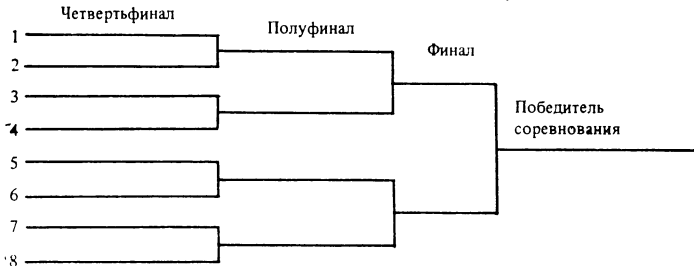 Четвертьфинал
Полуфинал
Финал
Победитель
соревнования
1
2
3
4
5
6
7
8